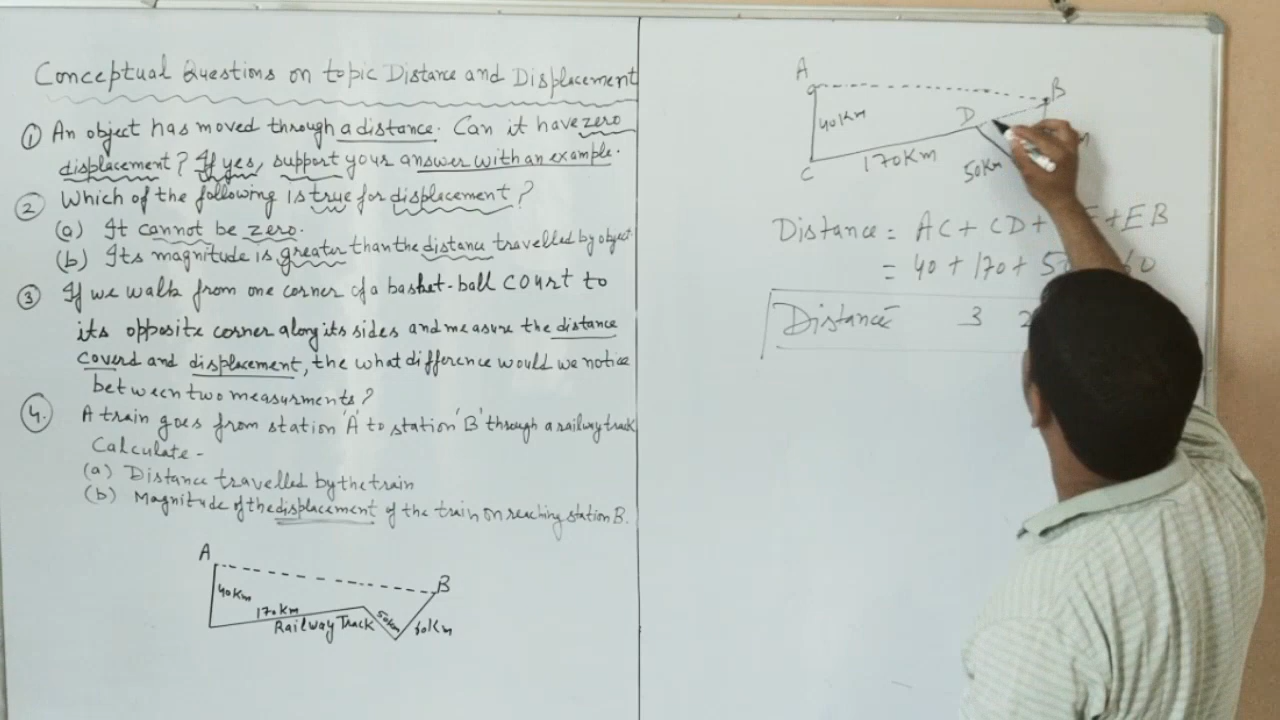 Conceptual Questions on topic Distance and Displacement
① An object has moved through a distance. Can it have zero
displacement? If yes, support your answer with an example.
② Which of the following is true for displacement?
(a) It cannot be zero.
(b) Its magnitude is greater than the distance travelled by object.
③ If we walk from one corner of a basket-ball court to
its opposite corner along its sides and measure the distance
coverd and displacement, the what difference would we notice
between two measurments?
④. A train goes from station 'A' to station 'B' through a railway track
Calculate -
(a) Distance travelled by the train
(b) Magnitude of the displacement of the train on reaching station B.
A
B
40Km
170Km
50Km
Railway Track
60Km
A
B
40Km
D
170Km
50Km
C
Distance = AC + CD + E + EB
= 40 + 170 + 50 60
Distance = 3 2